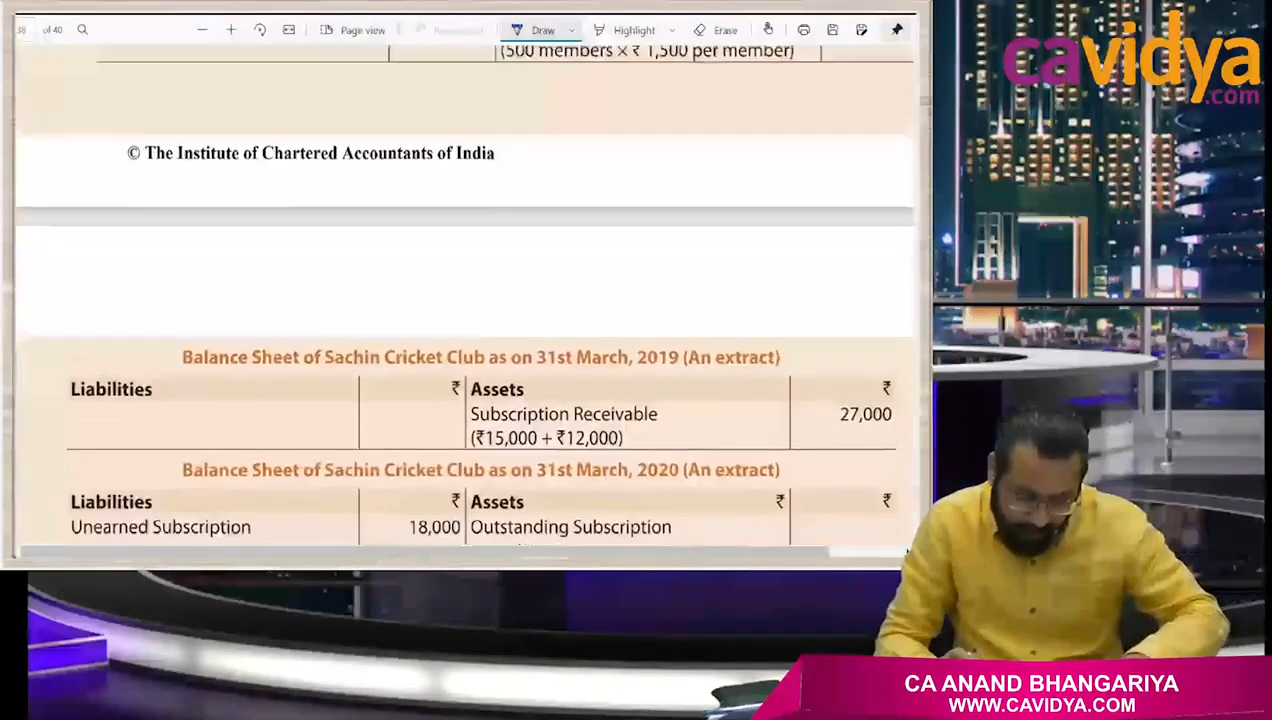 38 of 40 Page view Draw Highlight Erase
(500 members × ₹ 1,500 per member)
cavidya
.com
© The Institute of Chartered Accountants of India
Balance Sheet of Sachin Cricket Club as on 31st March, 2019 (An extract)
Liabilities ₹ Assets ₹
Subscription Receivable 27,000
(₹15,000 + ₹12,000)
Balance Sheet of Sachin Cricket Club as on 31st March, 2020 (An extract)
Liabilities ₹ Assets ₹ ₹
Unearned Subscription 18,000 Outstanding Subscription
CA ANAND BHANGARIYA
WWW.CAVIDYA.COM